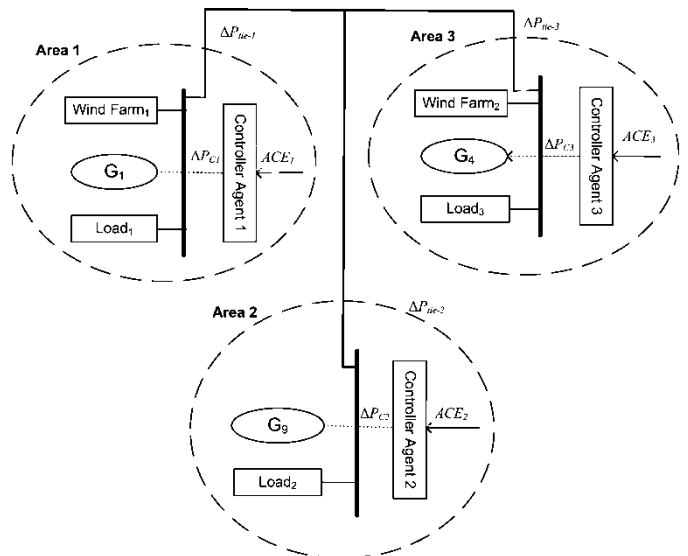 Area 1
ΔP_tie-1
Wind Farm₁
G₁
Load₁
ΔP_C1
Controller Agent 1
ACE₁
Area 3
ΔP_tie-3
Wind Farm₂
G₄
Load₃
ΔP_C3
Controller Agent 3
ACE₃
Area 2
ΔP_tie-2
G₉
Load₂
ΔP_C2
Controller Agent 2
ACE₂